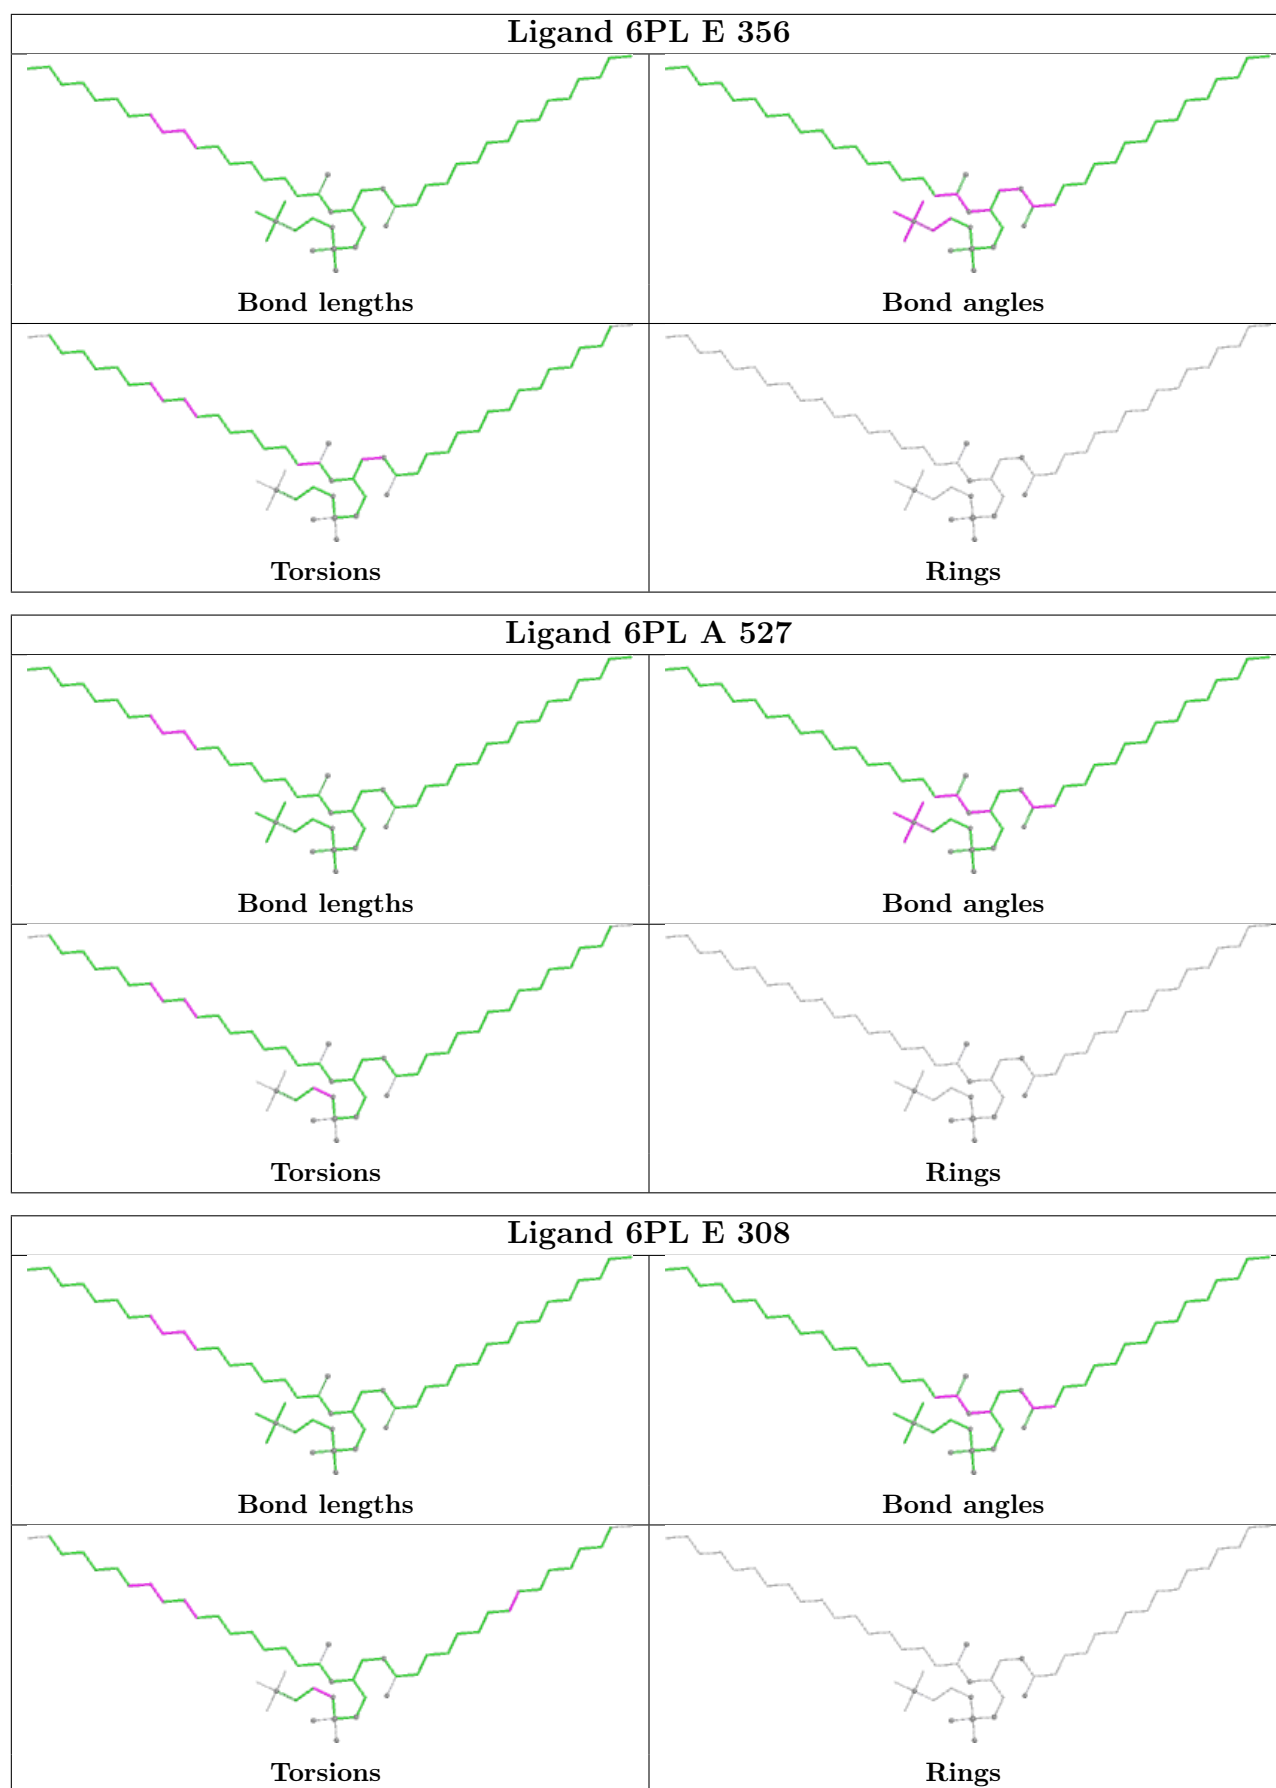 Ligand 6PL E 356
Bond lengths
Bond angles
Torsions
Rings
Ligand 6PL A 527
Bond lengths
Bond angles
Torsions
Rings
Ligand 6PL E 308
Bond lengths
Bond angles
Torsions
Rings